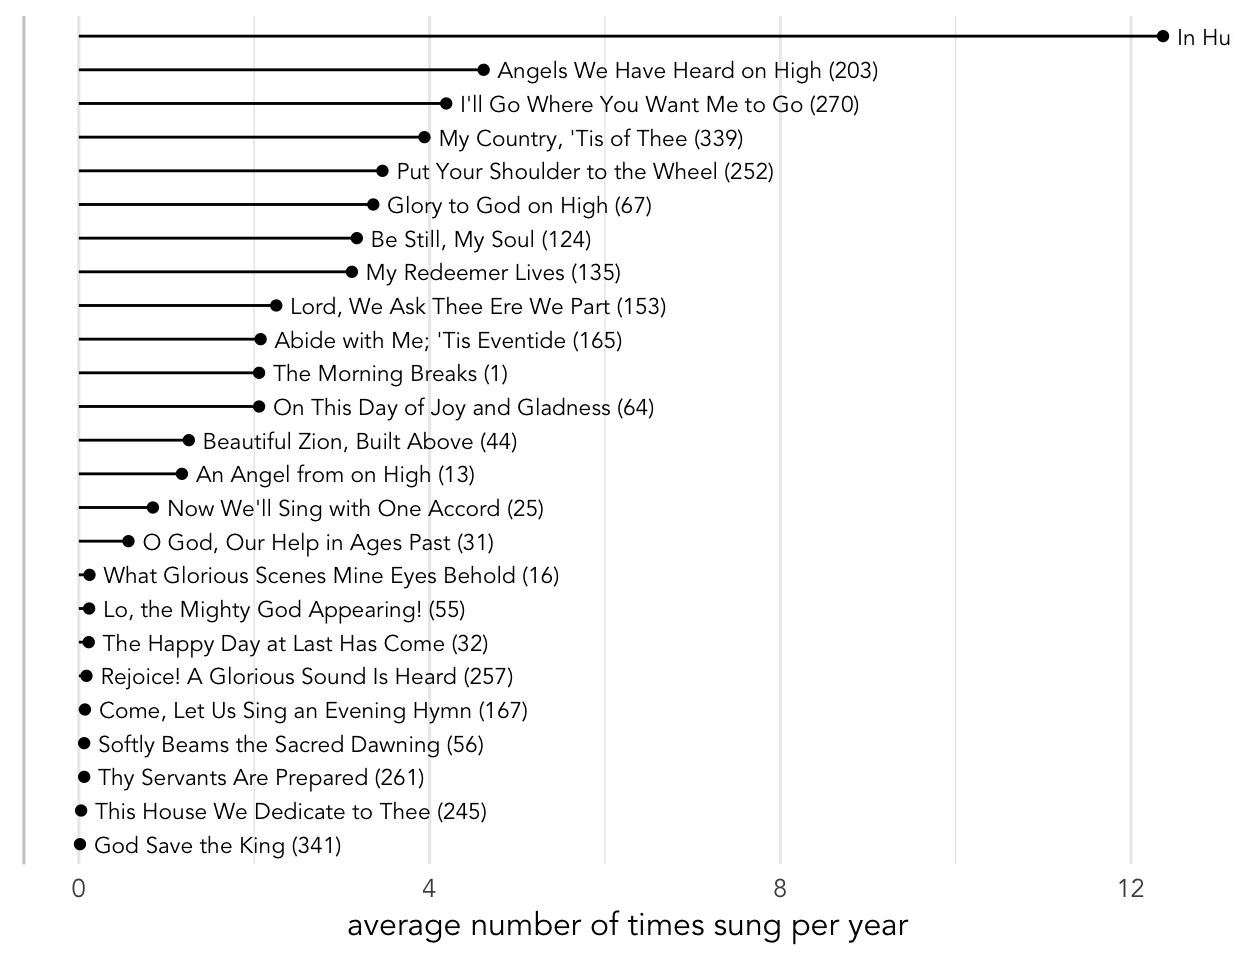 In Hu
Angels We Have Heard on High (203)
I'll Go Where You Want Me to Go (270)
My Country, 'Tis of Thee (339)
Put Your Shoulder to the Wheel (252)
Glory to God on High (67)
Be Still, My Soul (124)
My Redeemer Lives (135)
Lord, We Ask Thee Ere We Part (153)
Abide with Me; 'Tis Eventide (165)
The Morning Breaks (1)
On This Day of Joy and Gladness (64)
Beautiful Zion, Built Above (44)
An Angel from on High (13)
Now We'll Sing with One Accord (25)
O God, Our Help in Ages Past (31)
What Glorious Scenes Mine Eyes Behold (16)
Lo, the Mighty God Appearing! (55)
The Happy Day at Last Has Come (32)
Rejoice! A Glorious Sound Is Heard (257)
Come, Let Us Sing an Evening Hymn (167)
Softly Beams the Sacred Dawning (56)
Thy Servants Are Prepared (261)
This House We Dedicate to Thee (245)
God Save the King (341)
0 4 8 12
average number of times sung per year